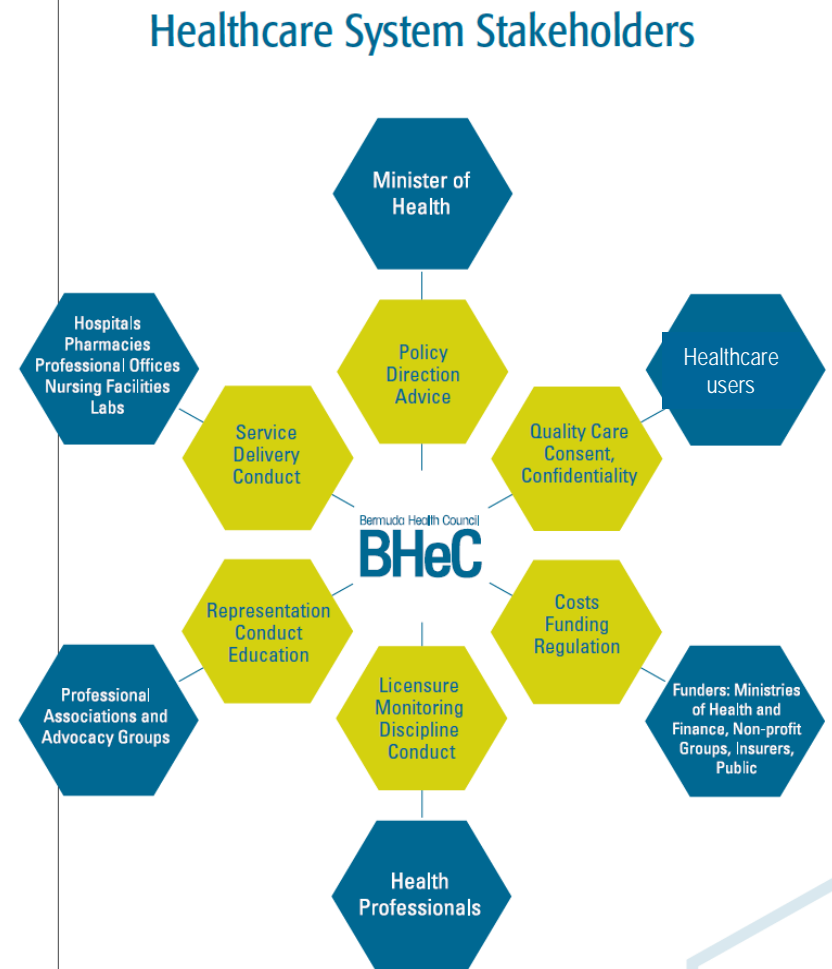 Healthcare System Stakeholders
Minister of
Health
Policy
Direction
Advice
Hospitals
Pharmacies
Professional Offices
Nursing Facilities
Labs
Service
Delivery
Conduct
Healthcare
users
Quality Care
Consent,
Confidentiality
Bermuda Health Council
BHeC
Representation
Conduct
Education
Professional
Associations and
Advocacy Groups
Costs
Funding
Regulation
Funders: Ministries
of Health and
Finance, Non-profit
Groups, Insurers,
Public
Licensure
Monitoring
Discipline
Conduct
Health
Professionals